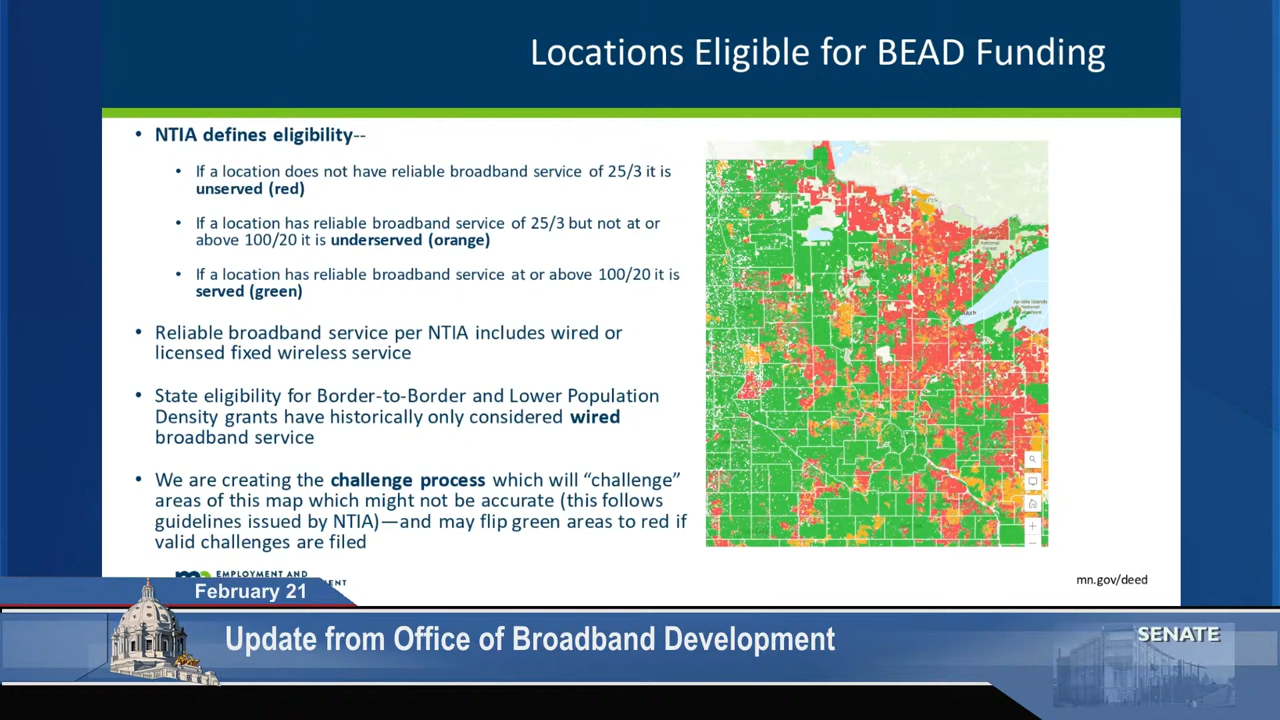 Locations Eligible for BEAD Funding
• NTIA defines eligibility--
• If a location does not have reliable broadband service of 25/3 it is
unserved (red)
• If a location has reliable broadband service of 25/3 but not at or
above 100/20 it is underserved (orange)
• If a location has reliable broadband service at or above 100/20 it is
served (green)
• Reliable broadband service per NTIA includes wired or
licensed fixed wireless service
• State eligibility for Border-to-Border and Lower Population
Density grants have historically only considered wired
broadband service
• We are creating the challenge process which will “challenge”
areas of this map which might not be accurate (this follows
guidelines issued by NTIA)—and may flip green areas to red if
valid challenges are filed
EMPLOYMENT AND
mn.gov/deed
February 21
Update from Office of Broadband Development
SENATE